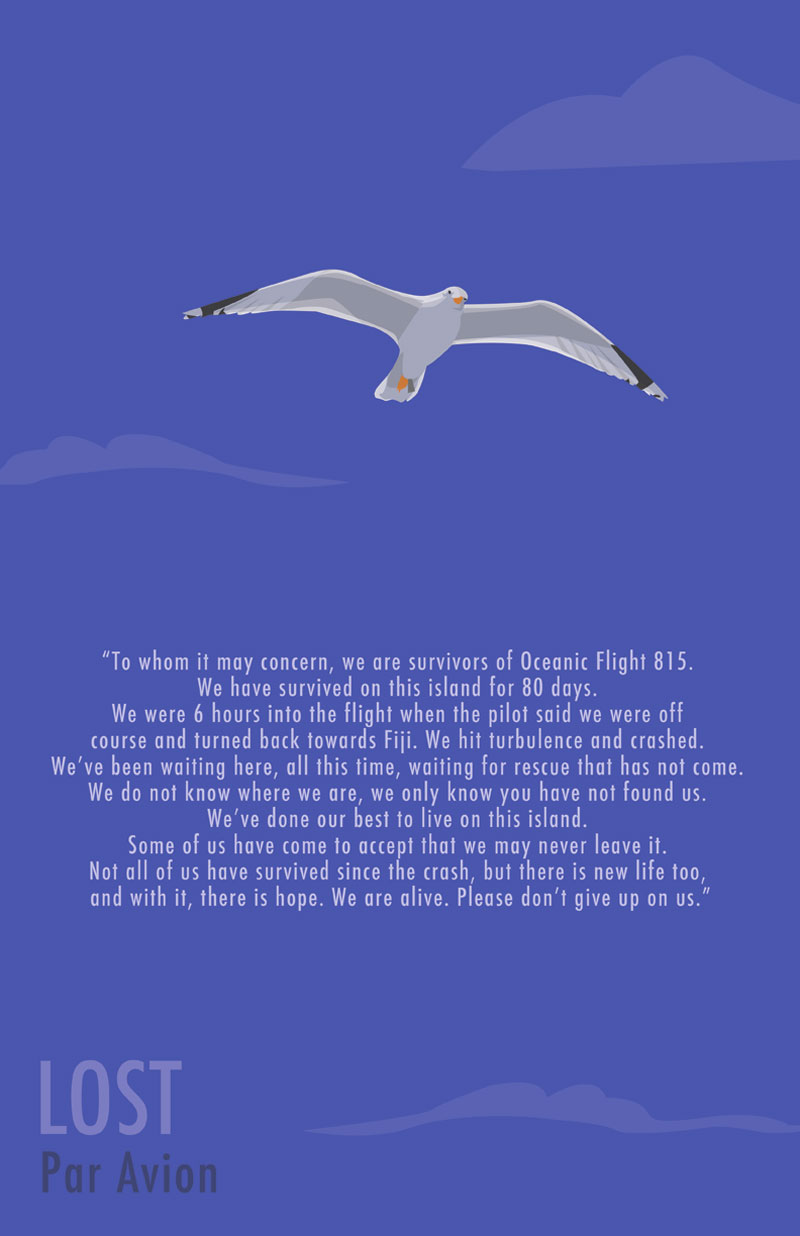 “To whom it may concern, we are survivors of Oceanic Flight 815.
We have survived on this island for 80 days.
We were 6 hours into the flight when the pilot said we were off
course and turned back towards Fiji. We hit turbulence and crashed.
We’ve been waiting here, all this time, waiting for rescue that has not come.
We do not know where we are, we only know you have not found us.
We’ve done our best to live on this island.
Some of us have come to accept that we may never leave it.
Not all of us have survived since the crash, but there is new life too,
and with it, there is hope. We are alive. Please don’t give up on us.”
LOST
Par Avion